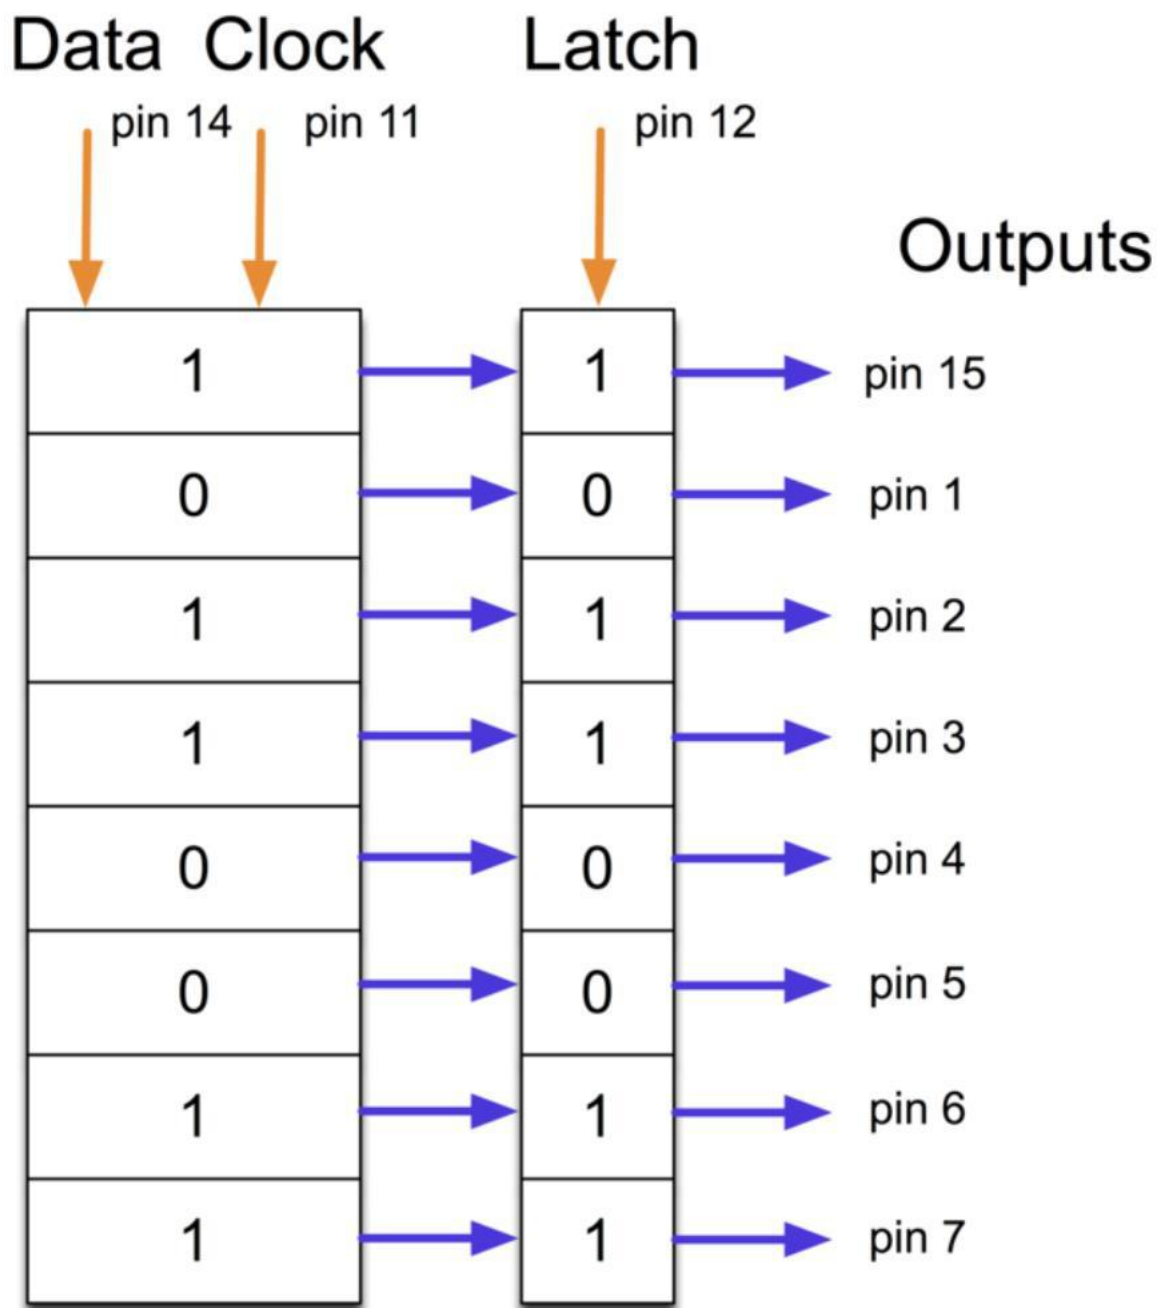 Data Clock Latch
pin 14 pin 11 pin 12
Outputs
1 1 pin 15
0 0 pin 1
1 1 pin 2
1 1 pin 3
0 0 pin 4
0 0 pin 5
1 1 pin 6
1 1 pin 7